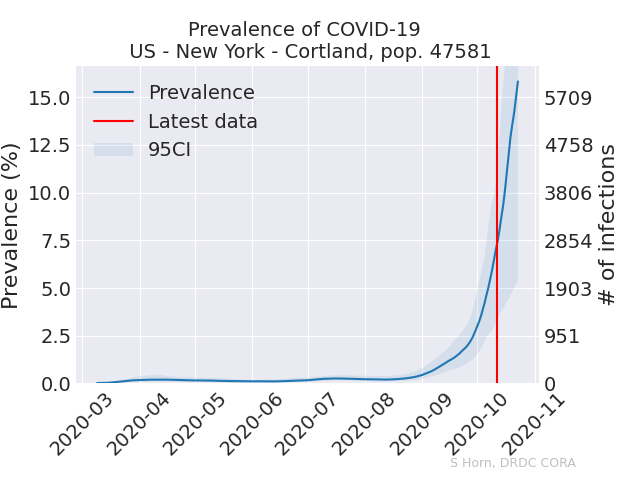 Prevalence of COVID-19
US - New York - Cortland, pop. 47581
Prevalence (%)
15.0
12.5
10.0
7.5
5.0
2.5
0.0
Prevalence
Latest data
95CI
5709
4758
3806
2854
1903
951
0
# of infections
2020-03
2020-04
2020-05
2020-06
2020-07
2020-08
2020-09
2020-10
2020-11
S Horn, DRDC CORA